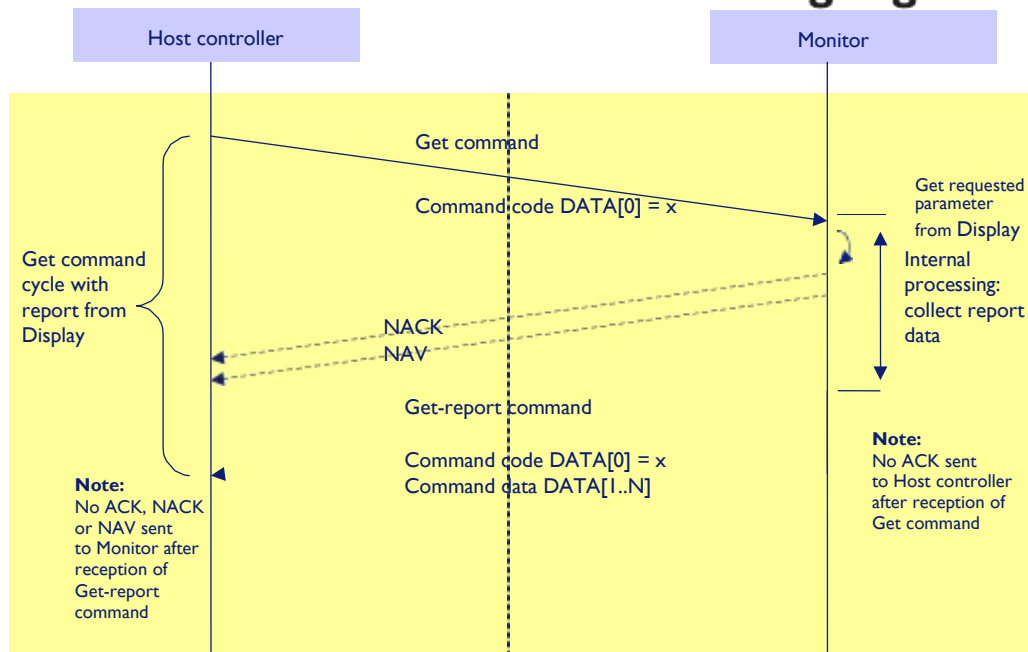 Host controller
Monitor
Get command
Command code DATA[0] = x
Get requested
parameter
from Display
Get command
cycle with
report from
Display
Internal
processing:
collect report
data
NACK
NAV
Get-report command
Command code DATA[0] = x
Command data DATA[1..N]
Note:
No ACK, NACK
or NAV sent
to Monitor after
reception of
Get-report
command
Note:
No ACK sent
to Host controller
after reception of
Get command